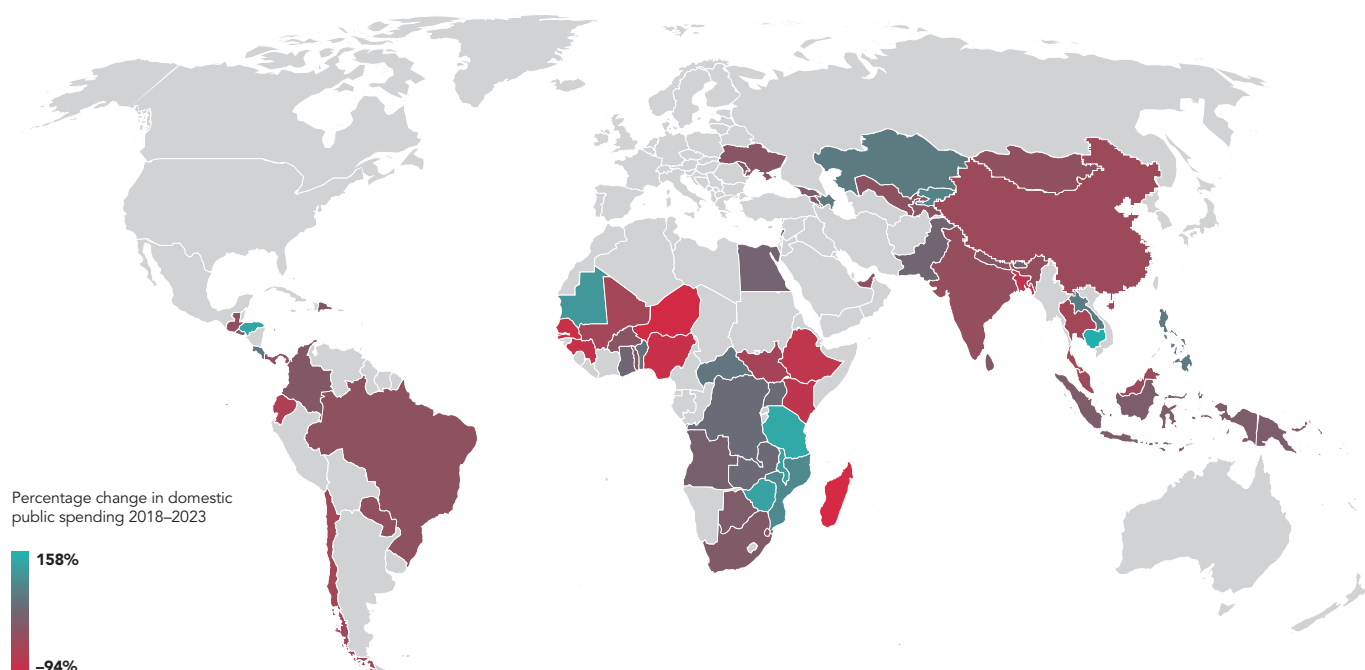 Percentage change in domestic
public spending 2018–2023
158%
–94%